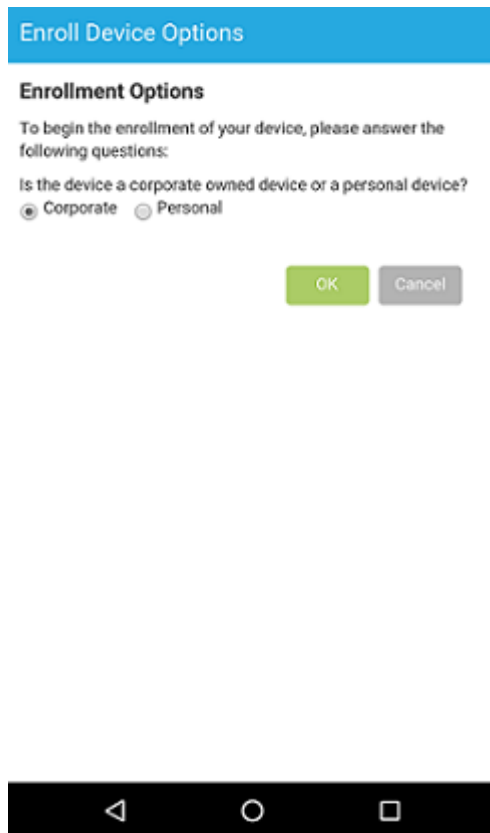 Enroll Device Options
Enrollment Options
To begin the enrollment of your device, please answer the
following questions:
Is the device a corporate owned device or a personal device?
Corporate Personal
OK Cancel